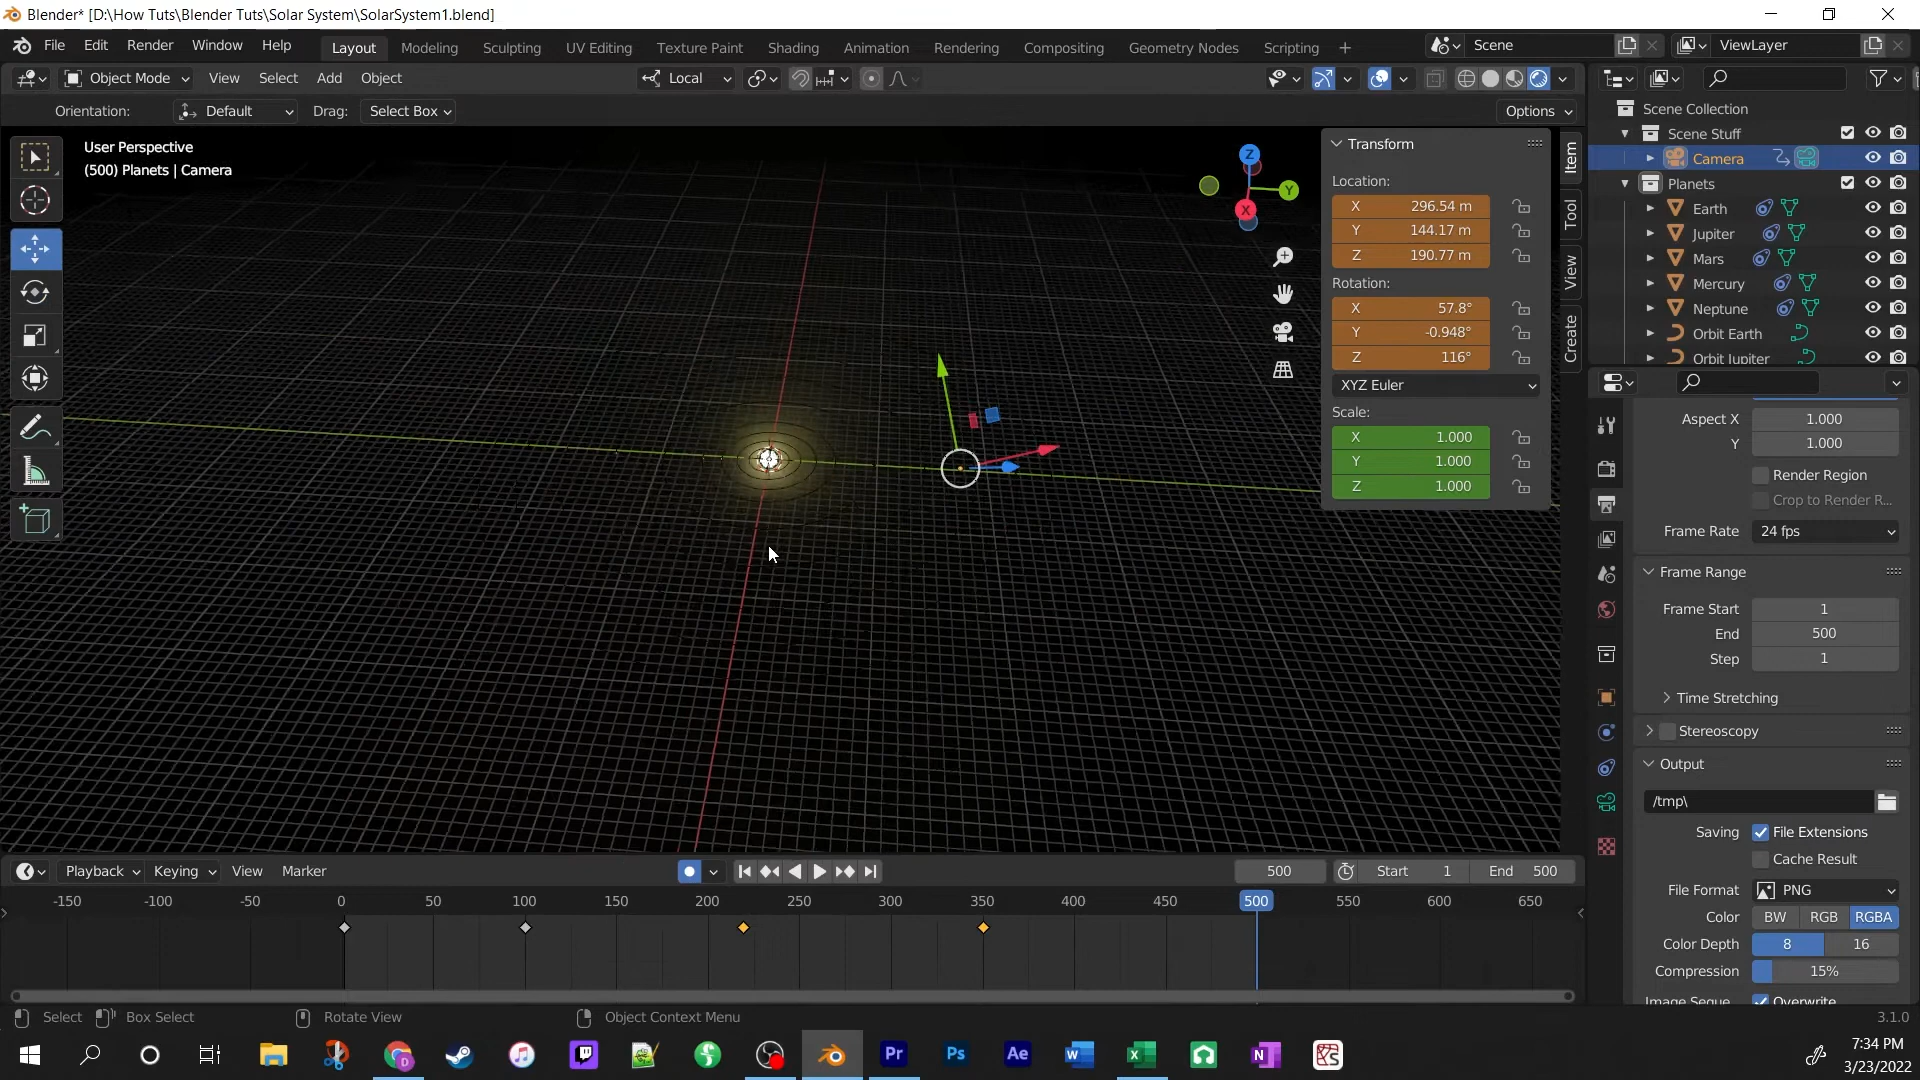 Blender* [D:\How Tuts\Blender Tuts\Solar System\SolarSystem1.blend]
File Edit Render Window Help Layout Modeling Sculpting UV Editing Texture Paint Shading Animation Rendering Compositing Geometry Nodes Scripting + Scene ViewLayer
Object Mode View Select Add Object Local
Orientation: Default Drag: Select Box Options
User Perspective
(500) Planets | Camera
Z
Y
X
Transform
Location:
X 296.54 m
Y 144.17 m
Z 190.77 m
Rotation:
X 57.8°
Y -0.948°
Z 116°
XYZ Euler
Scale:
X 1.000
Y 1.000
Z 1.000
Item
Tool
View
Create
Scene Collection
Scene Stuff
Camera
Planets
Earth
Jupiter
Mars
Mercury
Neptune
Orbit Earth
Orbit Jupiter
Aspect X 1.000
Y 1.000
Render Region
Crop to Render R...
Frame Rate 24 fps
Frame Range
Frame Start 1
End 500
Step 1
Time Stretching
Stereoscopy
Output
/tmp\
Saving File Extensions
Cache Result
File Format PNG
Color BW RGB RGBA
Color Depth 8 16
Compression 15%
Image Seque Overwrite
Playback Keying View Marker 500 Start 1 End 500
-150 -100 -50 0 50 100 150 200 250 300 350 400 450 500 550 600 650
Select Box Select Rotate View Object Context Menu 3.1.0
D Pr Ps Ae W X N
7:34 PM
3/23/2022